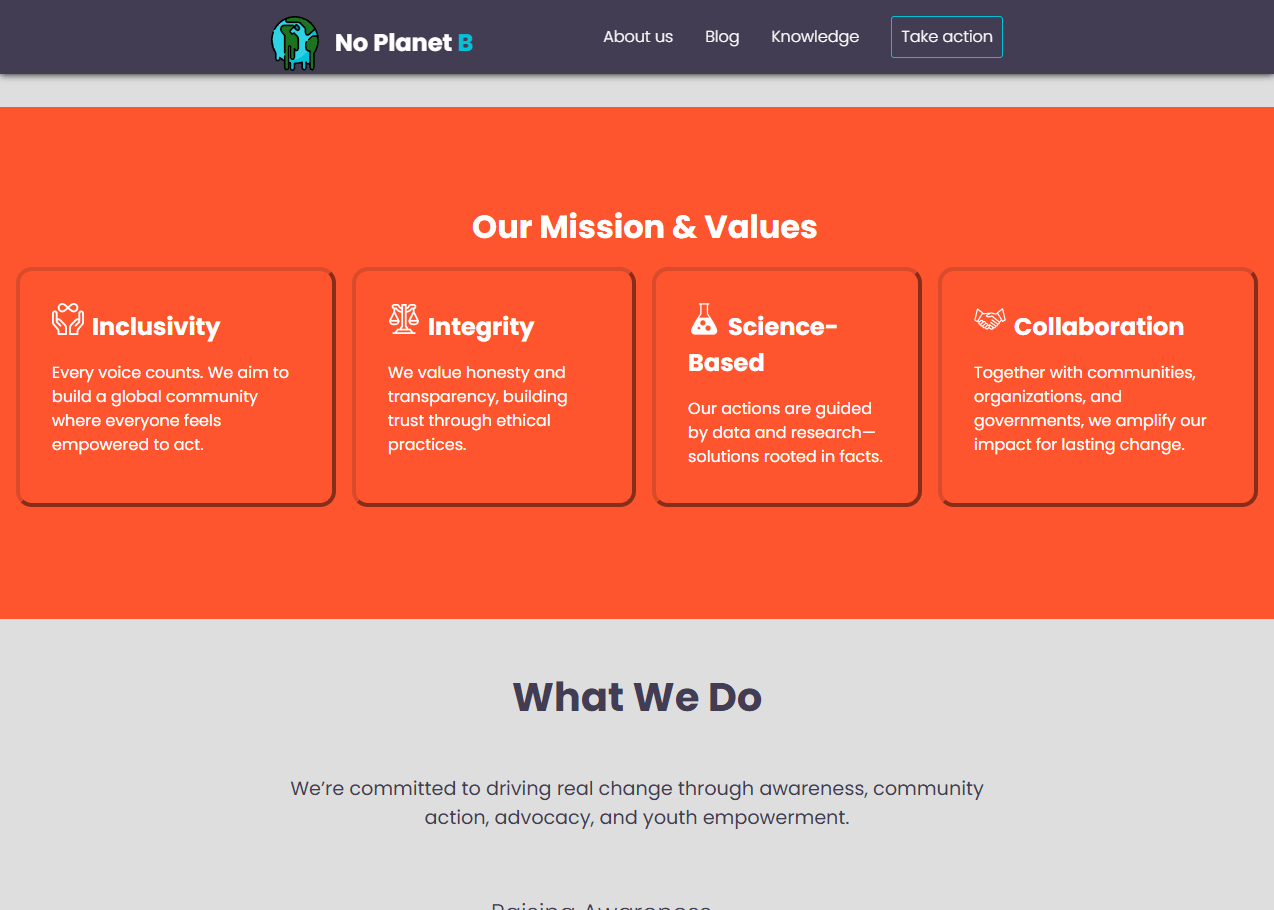 No Planet B
About us
Blog
Knowledge
Take action
Our Mission & Values
Inclusivity
Every voice counts. We aim to
build a global community
where everyone feels
empowered to act.
Integrity
We value honesty and
transparency, building
trust through ethical
practices.
Science-
Based
Our actions are guided
by data and research—
solutions rooted in facts.
Collaboration
Together with communities,
organizations, and
governments, we amplify our
impact for lasting change.
What We Do
We’re committed to driving real change through awareness, community
action, advocacy, and youth empowerment.
Raising Awareness